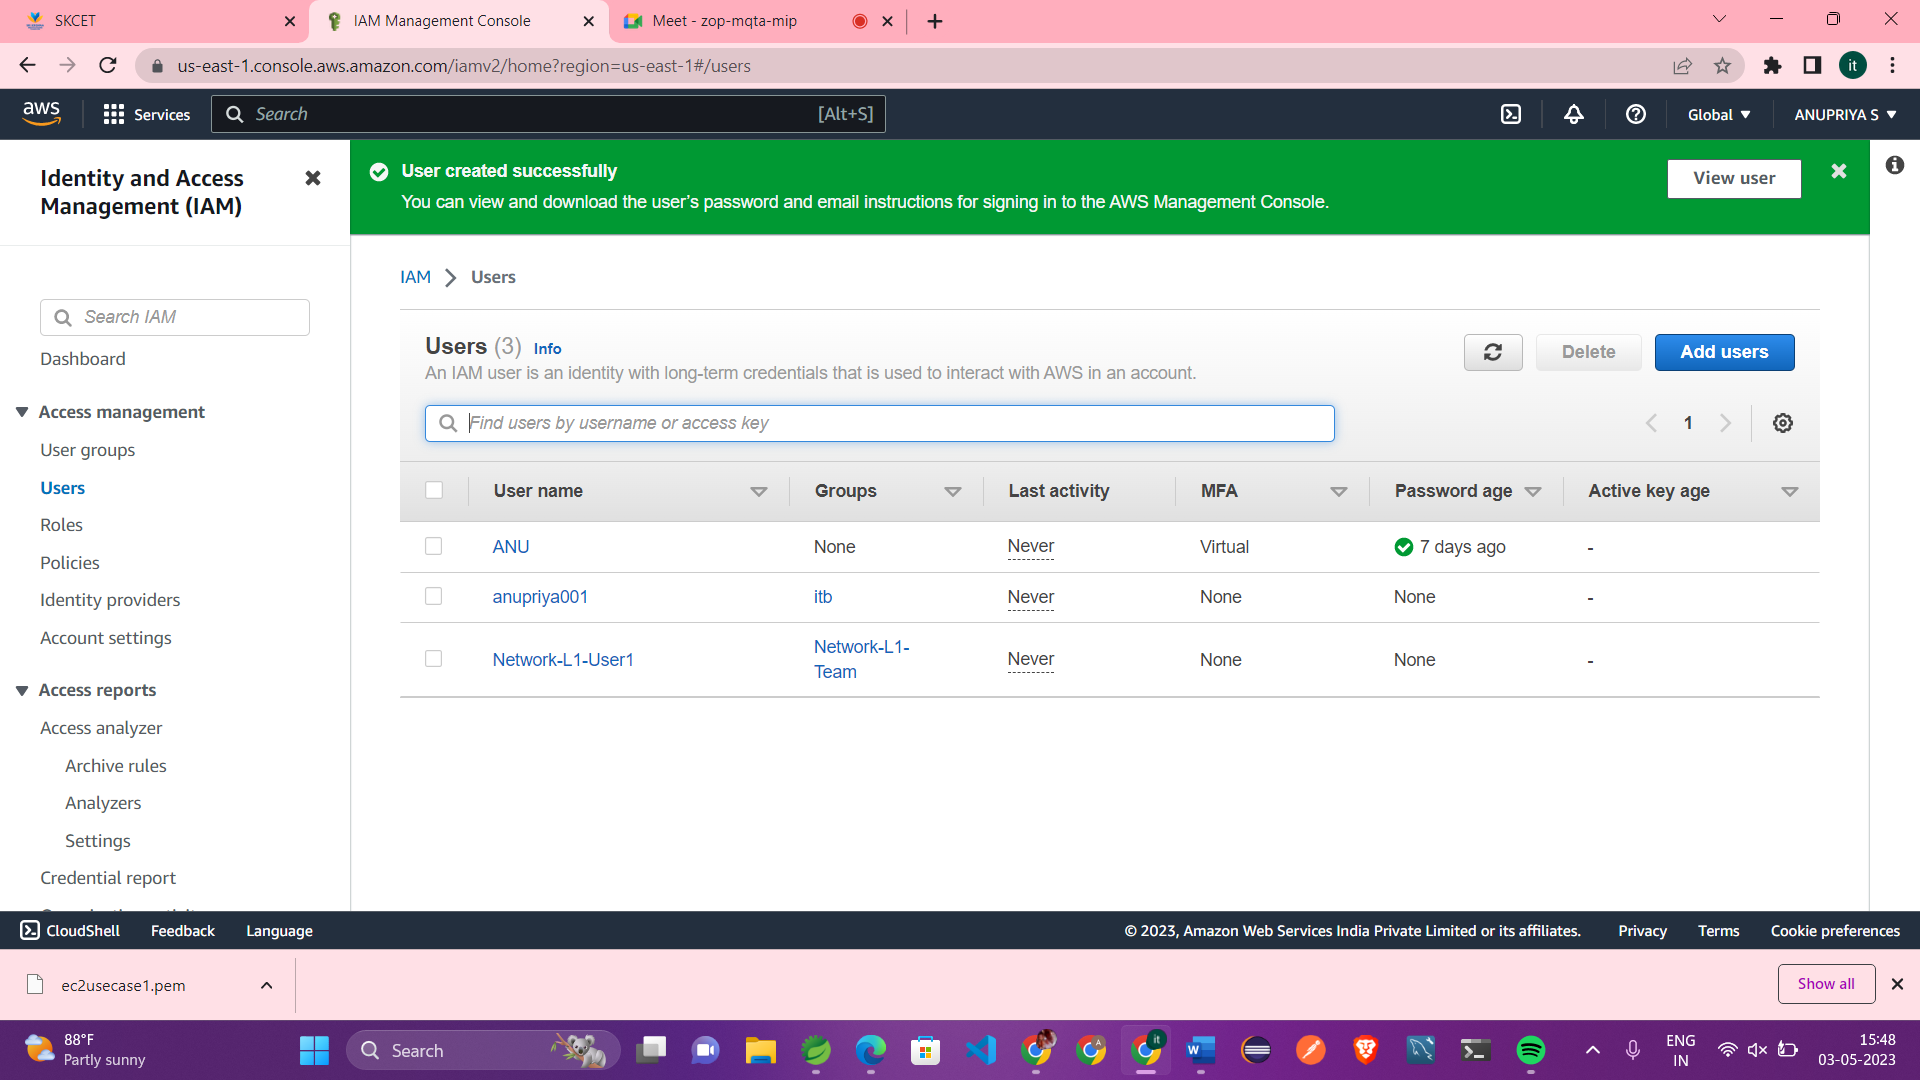 SKCET
IAM Management Console
Meet - zop-mqta-mip
us-east-1.console.aws.amazon.com/iamv2/home?region=us-east-1#/users
it
aws
Services
Search
[Alt+S]
Global
ANUPRIYA S
Identity and Access
Management (IAM)
Search IAM
Dashboard
Access management
User groups
Users
Roles
Policies
Identity providers
Account settings
Access reports
Access analyzer
Archive rules
Analyzers
Settings
Credential report
User created successfully
You can view and download the user's password and email instructions for signing in to the AWS Management Console.
View user
IAM
Users
Users (3) Info
An IAM user is an identity with long-term credentials that is used to interact with AWS in an account.
Delete
Add users
Find users by username or access key
1
User name Groups Last activity MFA Password age Active key age
ANU None Never Virtual 7 days ago -
anupriya001 itb Never None None -
Network-L1-User1 Network-L1- Never None None -
Team
CloudShell
Feedback
Language
© 2023, Amazon Web Services India Private Limited or its affiliates.
Privacy
Terms
Cookie preferences
ec2usecase1.pem
Show all
88°F
Partly sunny
Search
A
it
ENG
IN
15:48
03-05-2023